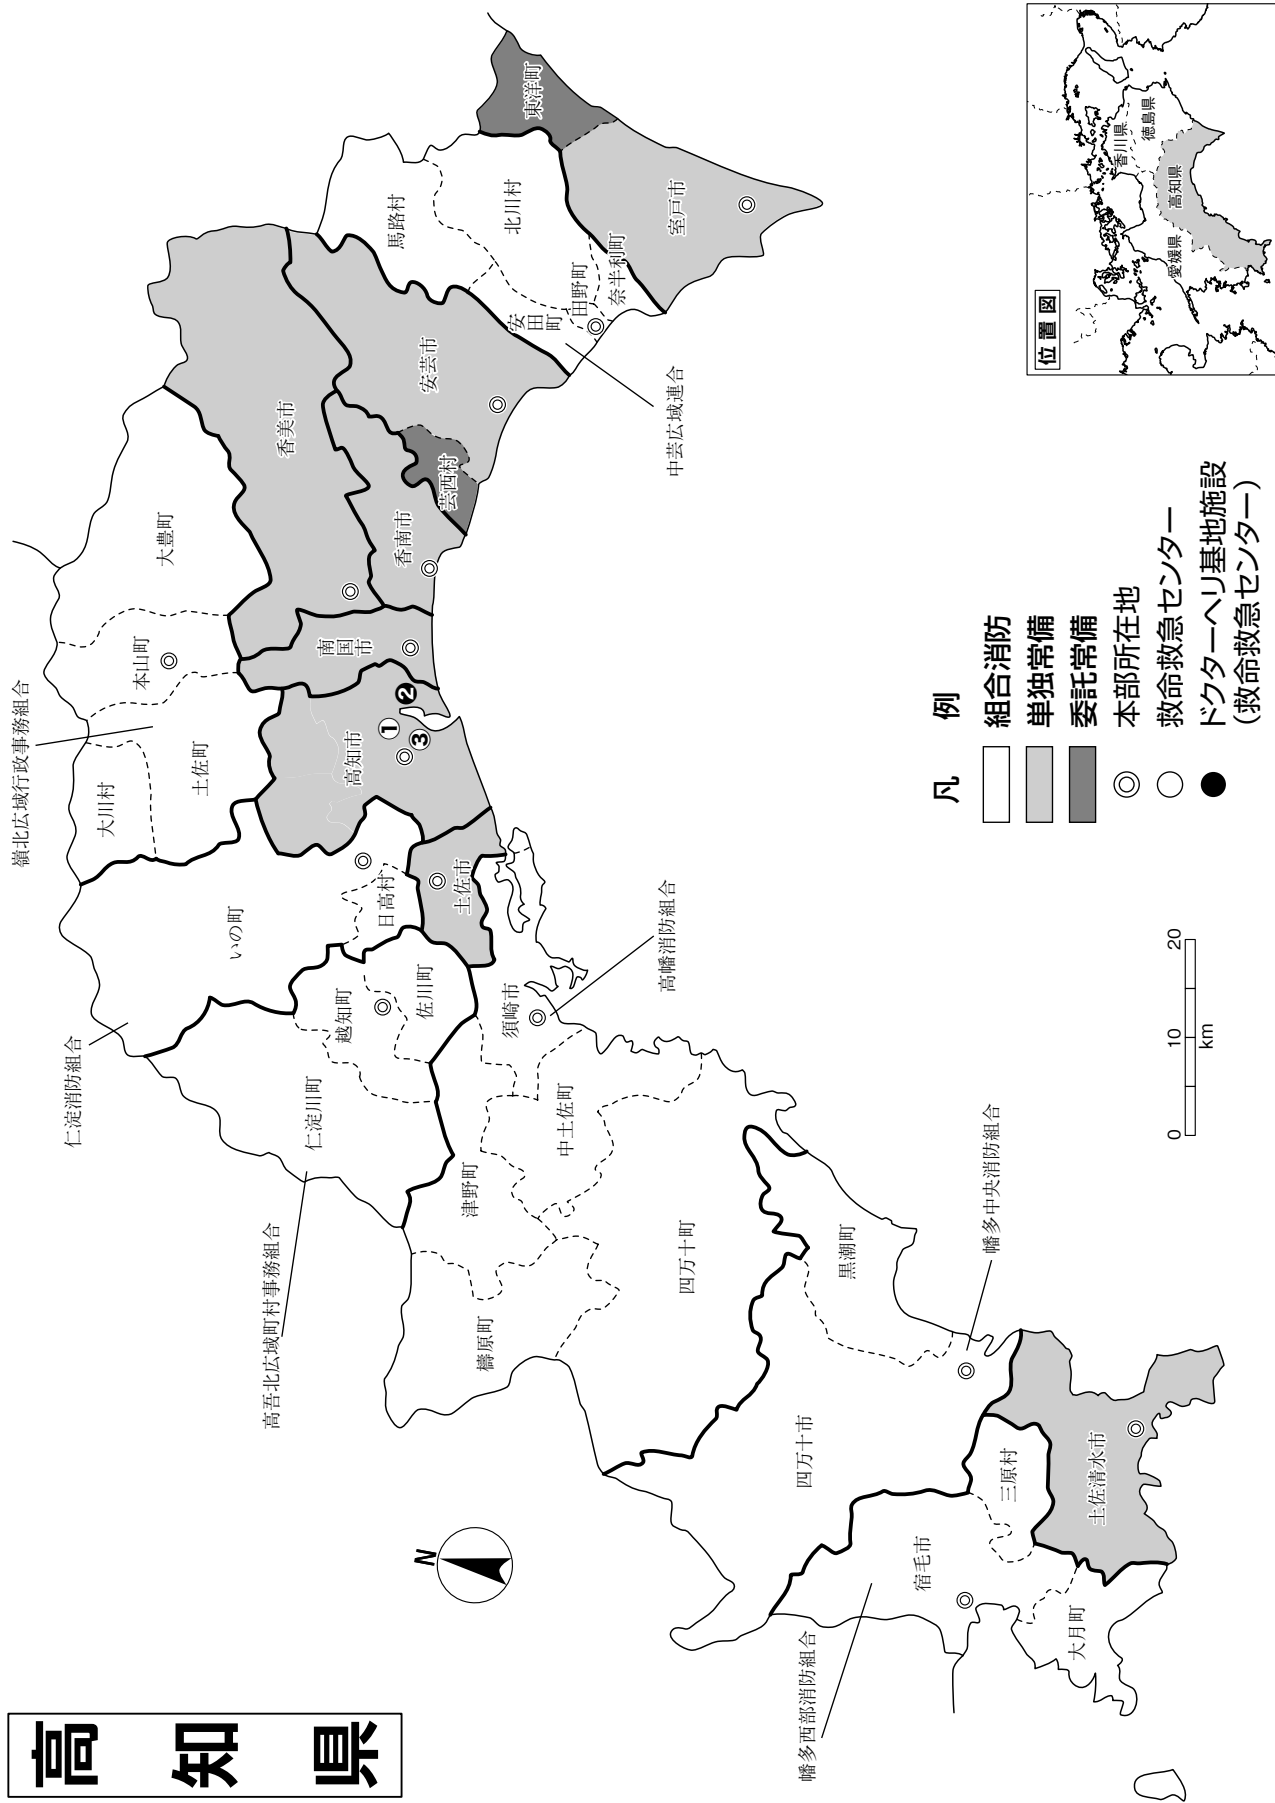 高知県
N
嶺北広域行政事務組合
仁淀消防組合
高吾北広域町村事務組合
幡多西部消防組合
高幡消防組合
幡多中央消防組合
中芸広域連合
大川村
土佐町
本山町
大豊町
香美市
南国市
高知市
①
❷
③
香南市
芸西村
安芸市
馬路村
北川村
安田町
田野町
奈半利町
室戸市
東洋町
いの町
日高村
土佐市
仁淀川町
越知町
佐川町
須崎市
津野町
中土佐町
檮原町
四万十町
黒潮町
四万十市
宿毛市
三原村
大月町
土佐清水市
0 10 20
km
凡 例
組合消防
単独常備
委託常備
本部所在地
救命救急センター
ドクターヘリ基地施設
(救命救急センター)
位置図
香川県
徳島県
高知県
愛媛県